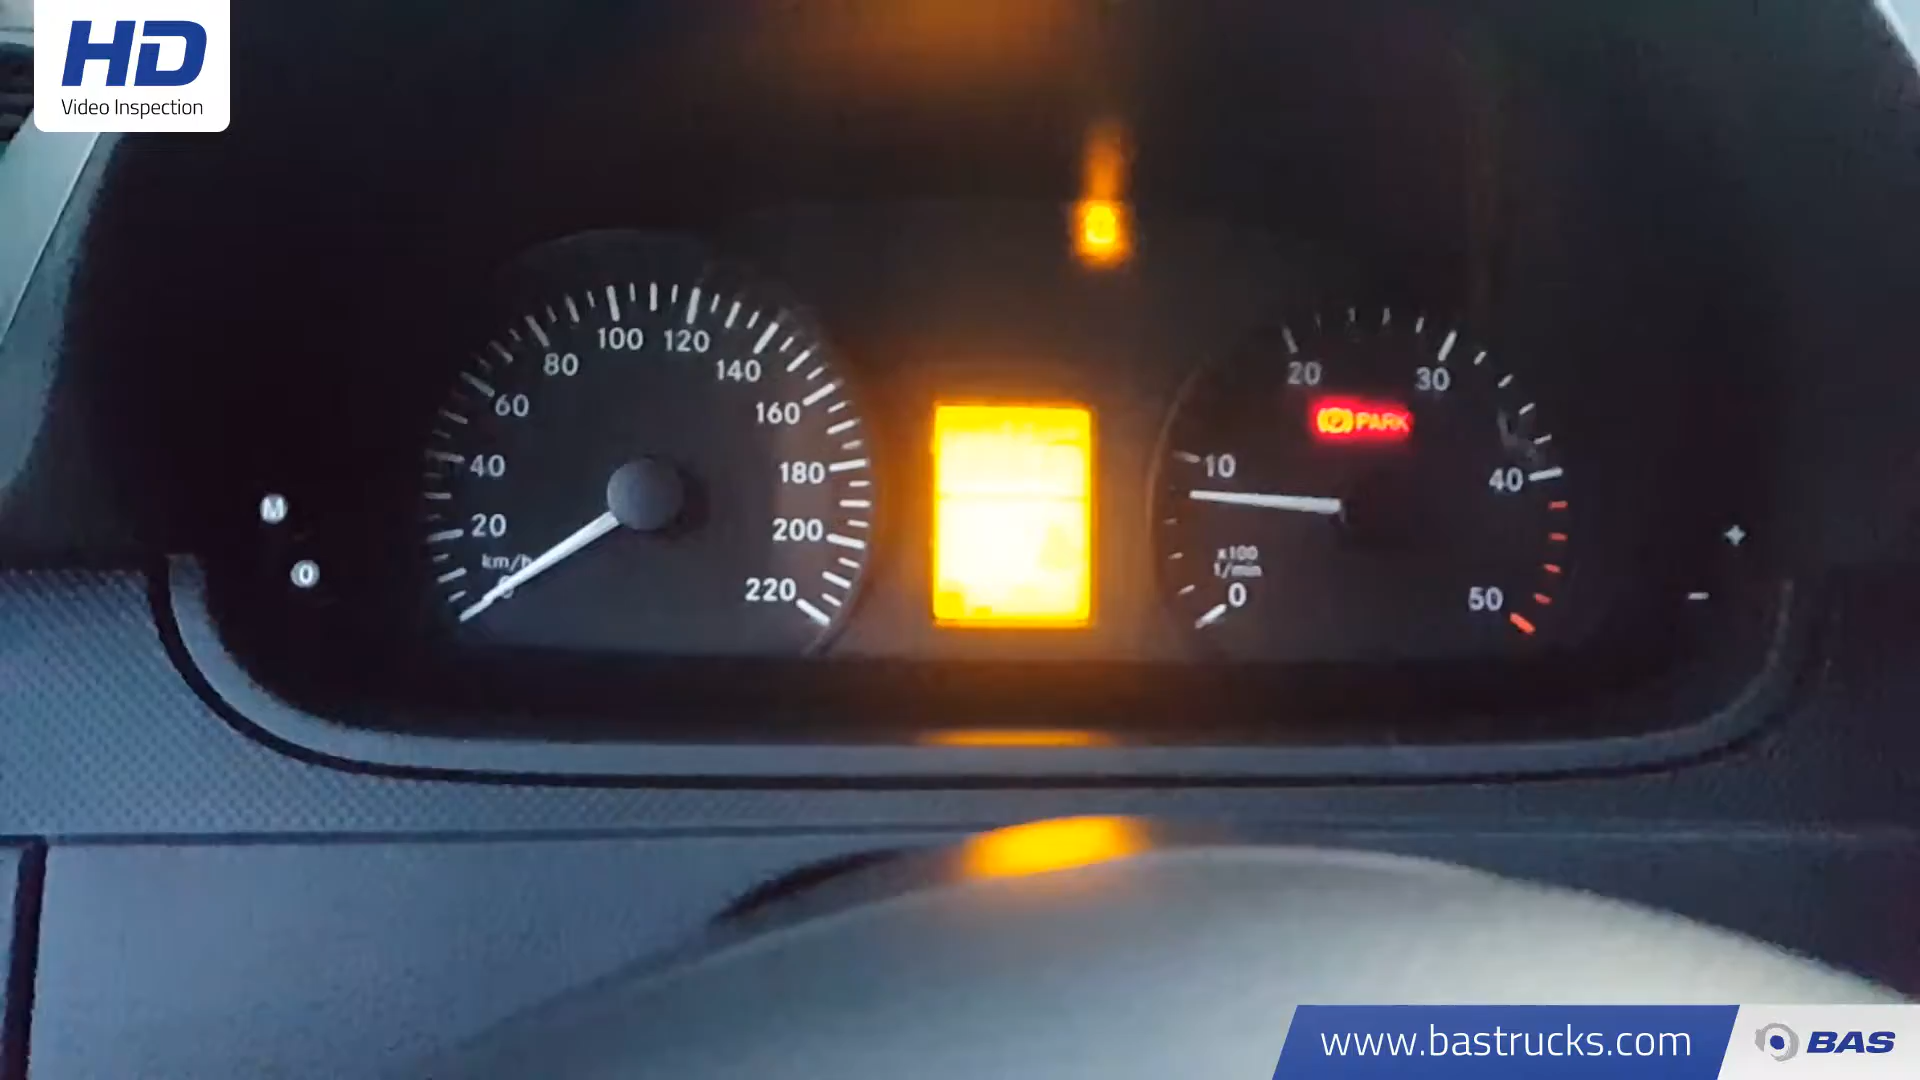 HD
Video Inspection
100 120
80 140
60 160
40 180
20 200
km/h
0 220
M
0
20 30
PARK
10 40
x100
1/min
0 50
+
-
www.bastrucks.com
BAS